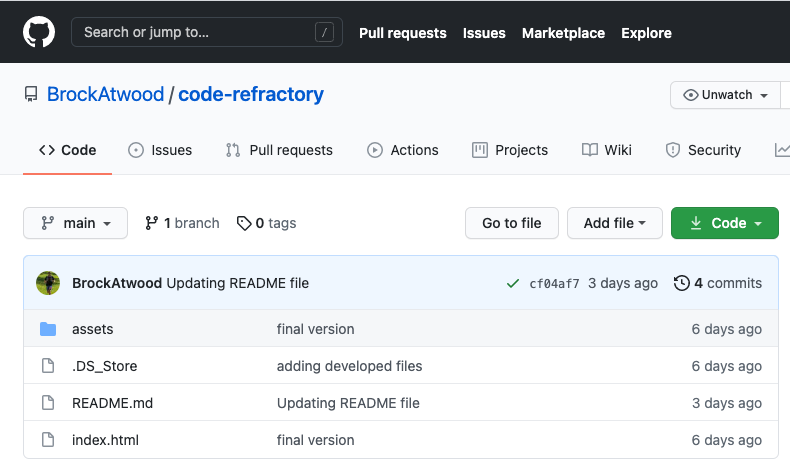 Search or jump to... / Pull requests Issues Marketplace Explore
BrockAtwood / code-refractory Unwatch
Code Issues Pull requests Actions Projects Wiki Security
main 1 branch 0 tags Go to file Add file Code
BrockAtwood Updating README file cf04af7 3 days ago 4 commits
assets final version 6 days ago
.DS_Store adding developed files 6 days ago
README.md Updating README file 3 days ago
index.html final version 6 days ago